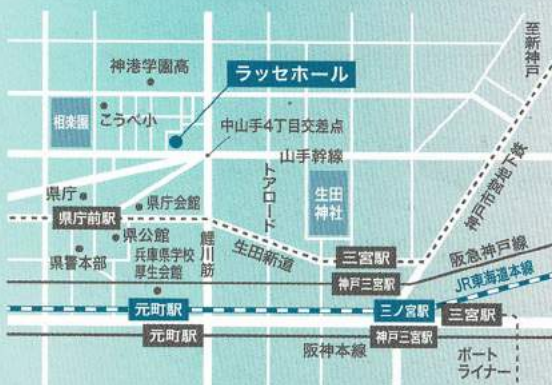 至新神戸
神港学園高
ラッセホール
相楽園
こうべ小
中山手4丁目交差点
山手幹線
トアロード
生田
神社
神戸市営地下鉄
県庁
県庁会館
県庁前駅
県公館
県警本部
兵庫県学校
厚生会館
鯉川筋
生田新道
三宮駅
阪急神戸線
神戸三宮駅
JR東海道本線
元町駅
三ノ宮駅
三宮駅
元町駅
阪神本線
神戸三宮駅
ポート
ライナー